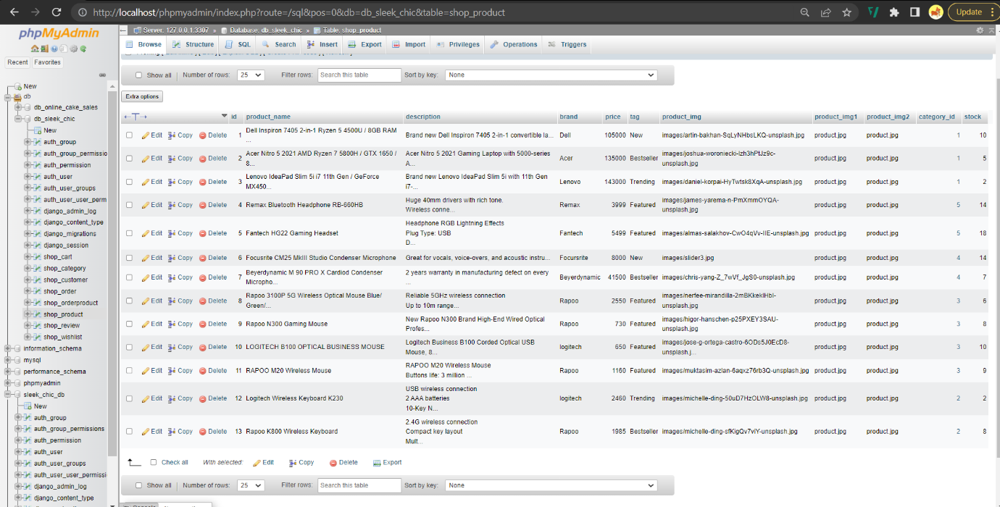 http://localhost/phpmyadmin/index.php?route=/sql&pos=0&db=db_sleek_chic&table=shop_product
Update
phpMyAdmin
Recent Favorites
New
db
db_online_cake_sales
db_sleek_chic
New
auth_group
auth_group_permissio
auth_permission
auth_user
auth_user_groups
auth_user_user_perm
django_admin_log
django_content_type
django_migrations
django_session
shop_cart
shop_category
shop_customer
shop_order
shop_orderproduct
shop_product
shop_review
shop_wishlist
information_schema
mysql
performance_schema
phpmyadmin
sleek_chic_db
New
auth_group
auth_group_permissions
auth_permission
auth_user
auth_user_groups
auth_user_user_permissi
django_admin_log
django_content_type
Server: 127.0.0.1:3307 » Database: db_sleek_chic » Table: shop_product
Browse Structure SQL Search Insert Export Import Privileges Operations Triggers
Show all Number of rows: 25 Filter rows: Search this table Sort by key: None
Extra options
id product_name description brand price tag product_img product_img1 product_img2 category_id stock
Edit Copy Delete 1 Dell Inspiron 7405 2-in-1 Ryzen 5 4500U / 8GB RAM
... Brand new Dell Inspiron 7405 2-in-1 convertible la... Dell 105000 New images/artin-bakhan-SqLyNHbsLKQ-unsplash.jpg product.jpg product.jpg 1 10
Edit Copy Delete 2 Acer Nitro 5 2021 AMD Ryzen 7 5800H / GTX 1650 /
8... Acer Nitro 5 2021 Gaming Laptop with 5000-series
A... Acer 135000 Bestseller images/joshua-woroniecki-lzh3hPtJz9c-
unsplash.jpg product.jpg product.jpg 1 5
Edit Copy Delete 3 Lenovo IdeaPad Slim 5i i7 11th Gen / GeForce
MX450... Brand new Lenovo IdeaPad Slim 5i with 11th Gen
i7-... Lenovo 143000 Trending images/daniel-korpai-HyTwtsk8XqA-unsplash.jpg product.jpg product.jpg 1 2
Edit Copy Delete 4 Remax Bluetooth Headphone RB-660HB Huge 40mm drivers with rich tone.
Wireless conne... Remax 3999 Featured images/james-yarema-n-PmXmmOYQA-
unsplash.jpg product.jpg product.jpg 5 14
Edit Copy Delete 5 Fantech HG22 Gaming Headset Headphone RGB Lightning Effects
Plug Type: USB
D... Fantech 5499 Featured images/almas-salakhov-CwO4qVv-IIE-unsplash.jpg product.jpg product.jpg 5 18
Edit Copy Delete 6 Focusrite CM25 MkIII Studio Condenser Microphone Great for vocals, voice-overs, and acoustic instru... Focursrite 8000 New images/slider3.jpg product.jpg product.jpg 4 14
Edit Copy Delete 7 Beyerdynamic M 90 PRO X Cardiod Condenser
Micropho... 2 years warranty in manufacturing defect on every
... Beyerdynamic 41500 Bestseller images/chris-yang-Z_7wVf_JgS0-unsplash.jpg product.jpg product.jpg 4 7
Edit Copy Delete 8 Rapoo 3100P 5G Wireless Optical Mouse Blue/
Green/... Reliable 5GHz wireless connection
Up to 10m range... Rapoo 2550 Featured images/nerfee-mirandilla-2mBKkeklHbI-
unsplash.jpg product.jpg product.jpg 3 6
Edit Copy Delete 9 Rapoo N300 Gaming Mouse New Rapoo N300 Brand High-End Wired Optical
Profes... Rapoo 730 Featured images/higor-hanschen-p25PXEY3SAU-
unsplash.jpg product.jpg product.jpg 3 8
Edit Copy Delete 10 LOGITECH B100 OPTICAL BUSINESS MOUSE Logitech Business B100 Corded Optical USB
Mouse, 8... logitech 650 Featured images/jose-g-ortega-castro-6ODs5J0EcD8-
unsplash.j... product.jpg product.jpg 3 10
Edit Copy Delete 11 RAPOO M20 Wireless Mouse RAPOO M20 Wireless Mouse
Buttons life: 3 million ... Rapoo 1160 Featured images/muktasim-azlan-6aqxz76rb3Q-unsplash.jpg product.jpg product.jpg 3 9
Edit Copy Delete 12 Logitech Wireless Keyboard K230 USB wireless connection
2 AAA batteries
10-Key N... logitech 2460 Trending images/michelle-ding-50uD7HzOLW8-unsplash.jpg product.jpg product.jpg 2 2
Edit Copy Delete 13 Rapoo K800 Wireless Keyboard 2.4G wireless connection
Compact key layout
Mult... Rapoo 1985 Bestseller images/michelle-ding-sfKigQv7viY-unsplash.jpg product.jpg product.jpg 2 8
Check all With selected: Edit Copy Delete Export
Show all Number of rows: 25 Filter rows: Search this table Sort by key: None